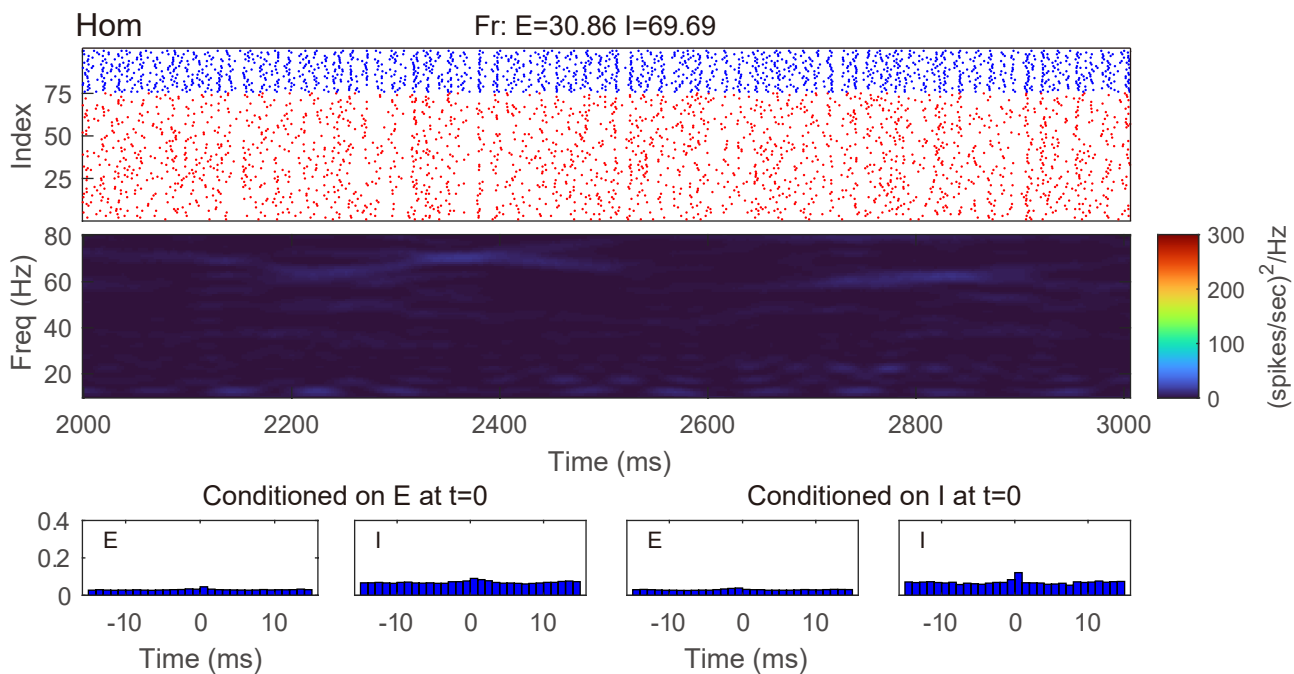 Hom
Fr: E=30.86 I=69.69
Index
75
50
25
Freq (Hz)
80
60
40
20
2000
2200
2400
2600
2800
3000
Time (ms)
300
200
100
0
(spikes/sec)²/Hz
Conditioned on E at t=0
Conditioned on I at t=0
0.4
0.2
0
E
I
E
I
-10
0
10
-10
0
10
-10
0
10
-10
0
10
Time (ms)
Time (ms)